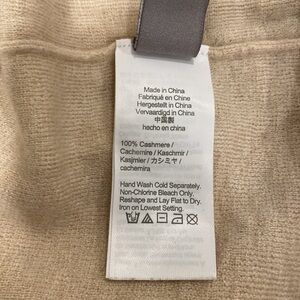 Made in China
Fabriqué en Chine
Hergestellt in China
Vervaardigd in China
中国製
hecho en china
100% Cashmere /
Cachemire / Kaschmir /
Kasjmier / カシミヤ /
cachemira
Hand Wash Cold Separately.
Non-Chlorine Bleach Only.
Reshape and Lay Flat to Dry.
Iron on Lowest Setting.